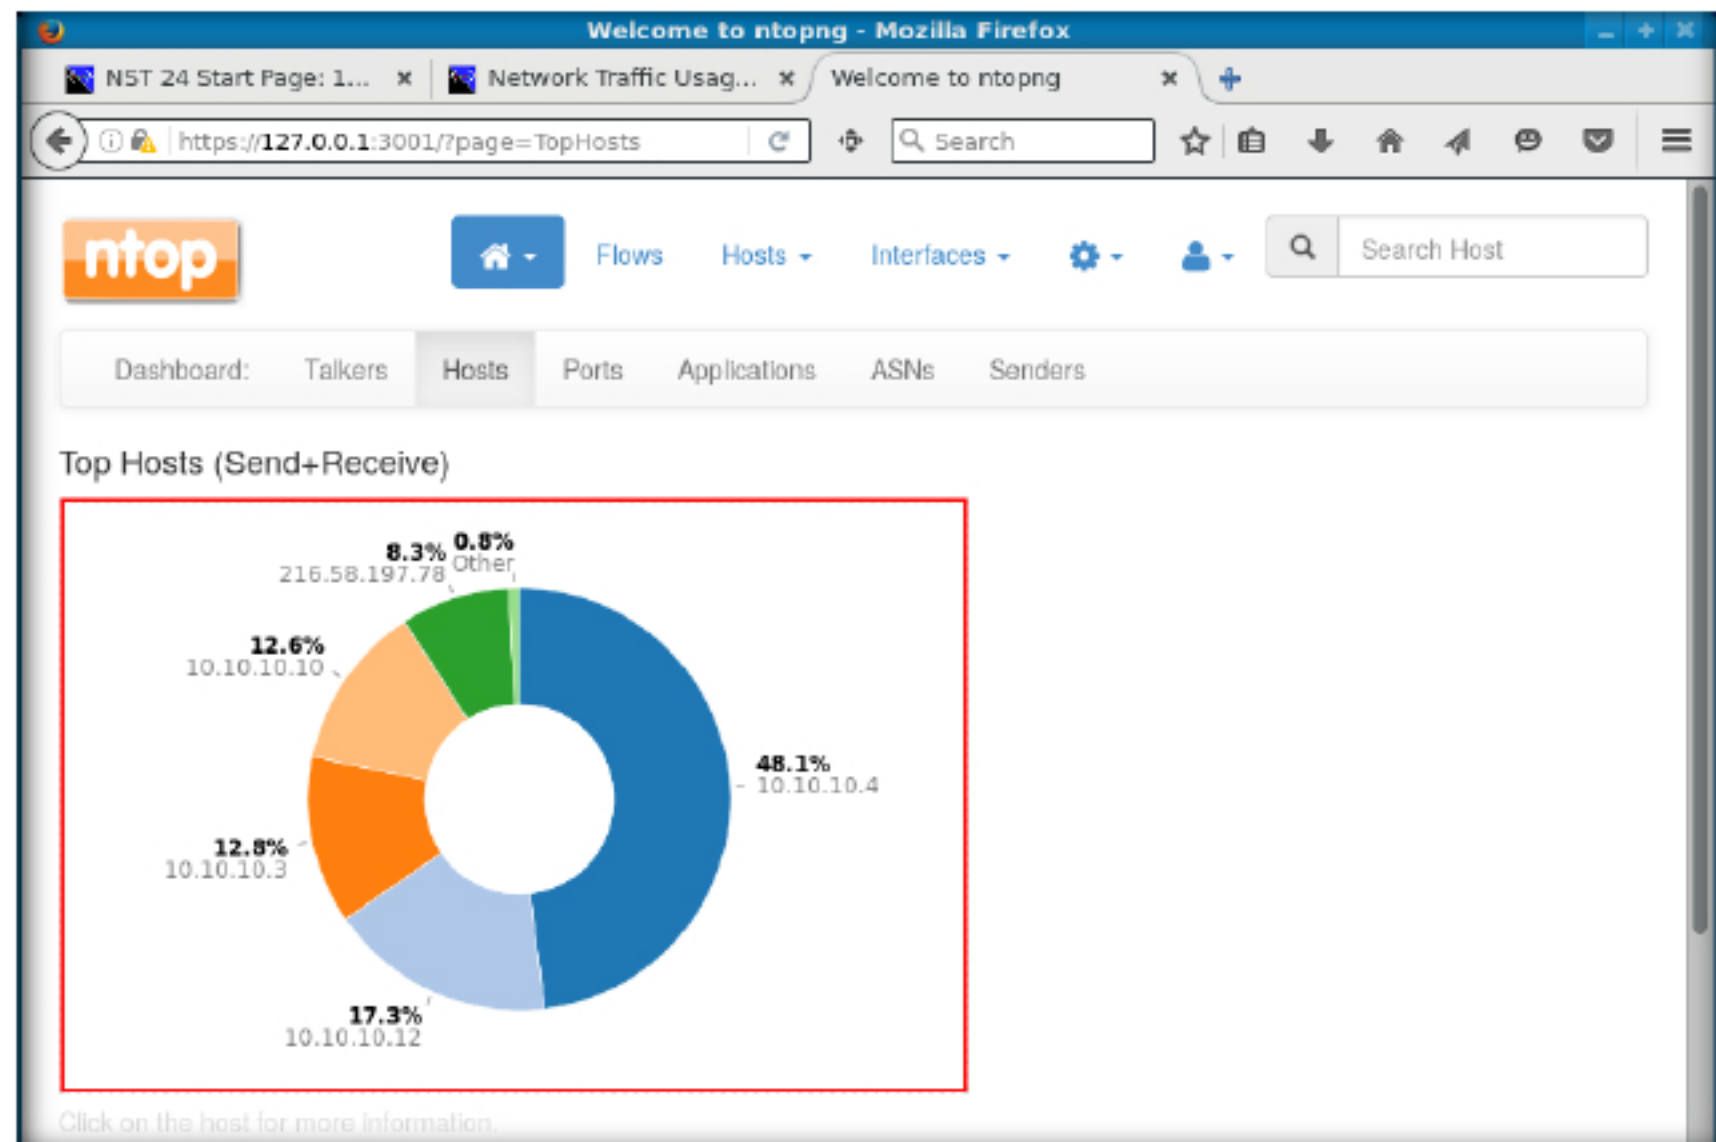 Welcome to ntopng - Mozilla Firefox
NST 24 Start Page: 1... Network Traffic Usag... Welcome to ntopng
https://127.0.0.1:3001/?page=TopHosts Search
ntop Flows Hosts Interfaces Search Host
Dashboard: Talkers Hosts Ports Applications ASNs Senders
Top Hosts (Send+Receive)
0.8%
Other
8.3%
216.58.197.78
12.6%
10.10.10.10
48.1%
10.10.10.4
12.8%
10.10.10.3
17.3%
10.10.10.12
Click on the host for more information.